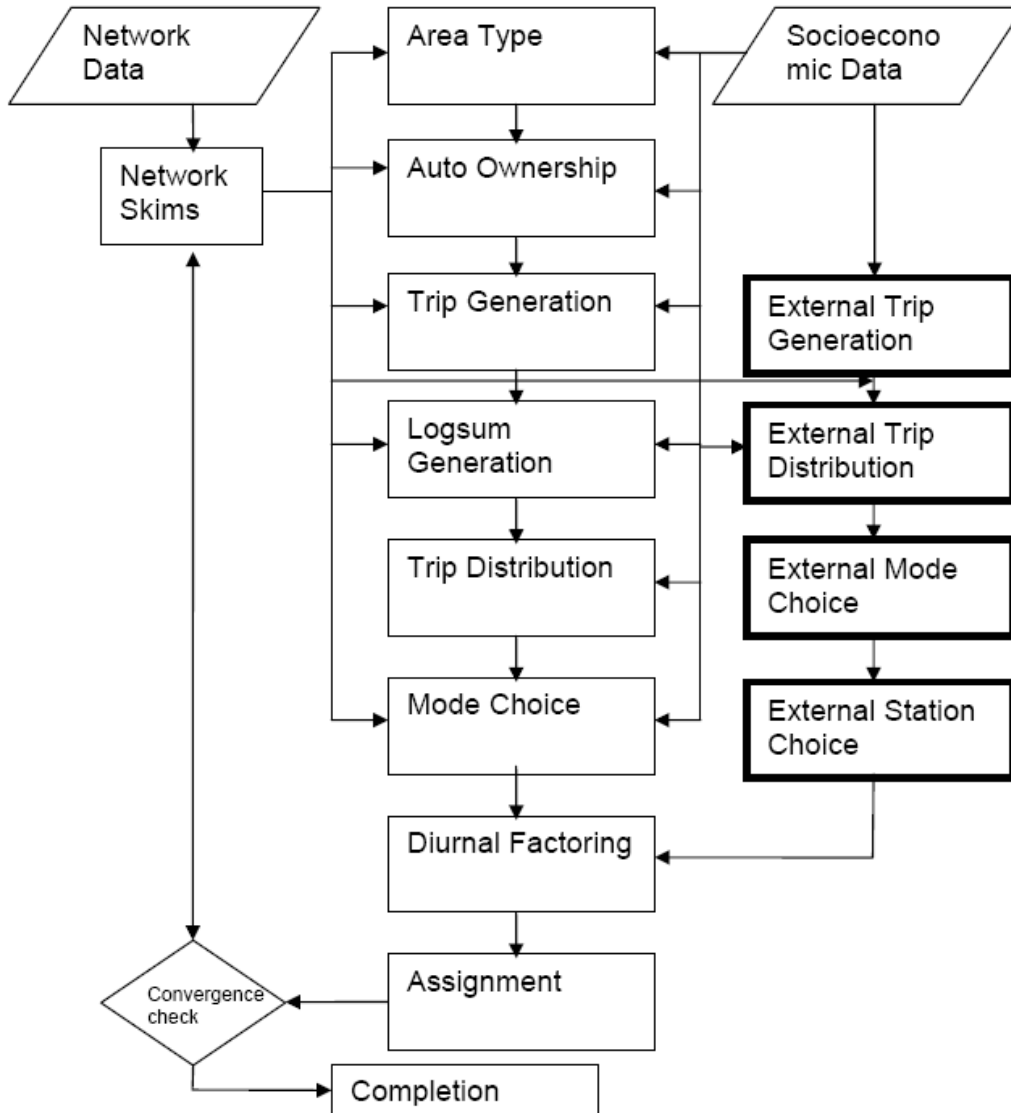 Network
Data
Area Type
Socioecono
mic Data
Network
Skims
Auto Ownership
Trip Generation
External Trip
Generation
Logsum
Generation
External Trip
Distribution
Trip Distribution
External Mode
Choice
Mode Choice
External Station
Choice
Diurnal Factoring
Assignment
Convergence
check
Completion